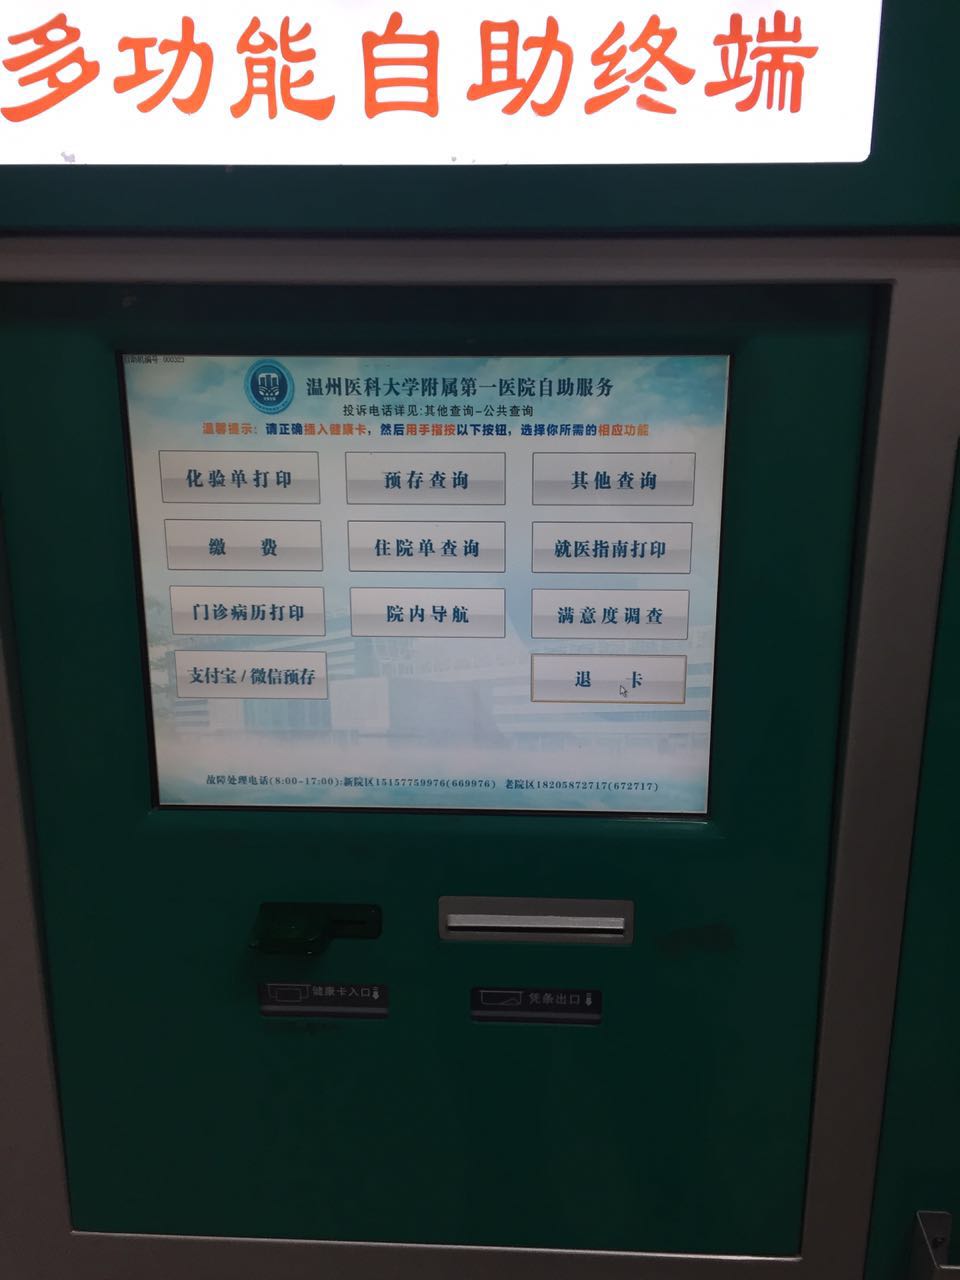 多功能自助终端
自助机编号 000323
温州医科大学附属第一医院自助服务
投诉电话详见:其他查询-公共查询
温馨提示：请正确插入健康卡，然后用手指按以下按钮，选择你所需的相应功能
化验单打印 预存查询 其他查询
缴 费 住院单查询 就医指南打印
门诊病历打印 院内导航 满意度调查
支付宝/微信预存 退 卡
故障处理电话(8:00-17:00):新院区15157759976(669976) 老院区18205872717(672717)
健康卡入口 凭条出口